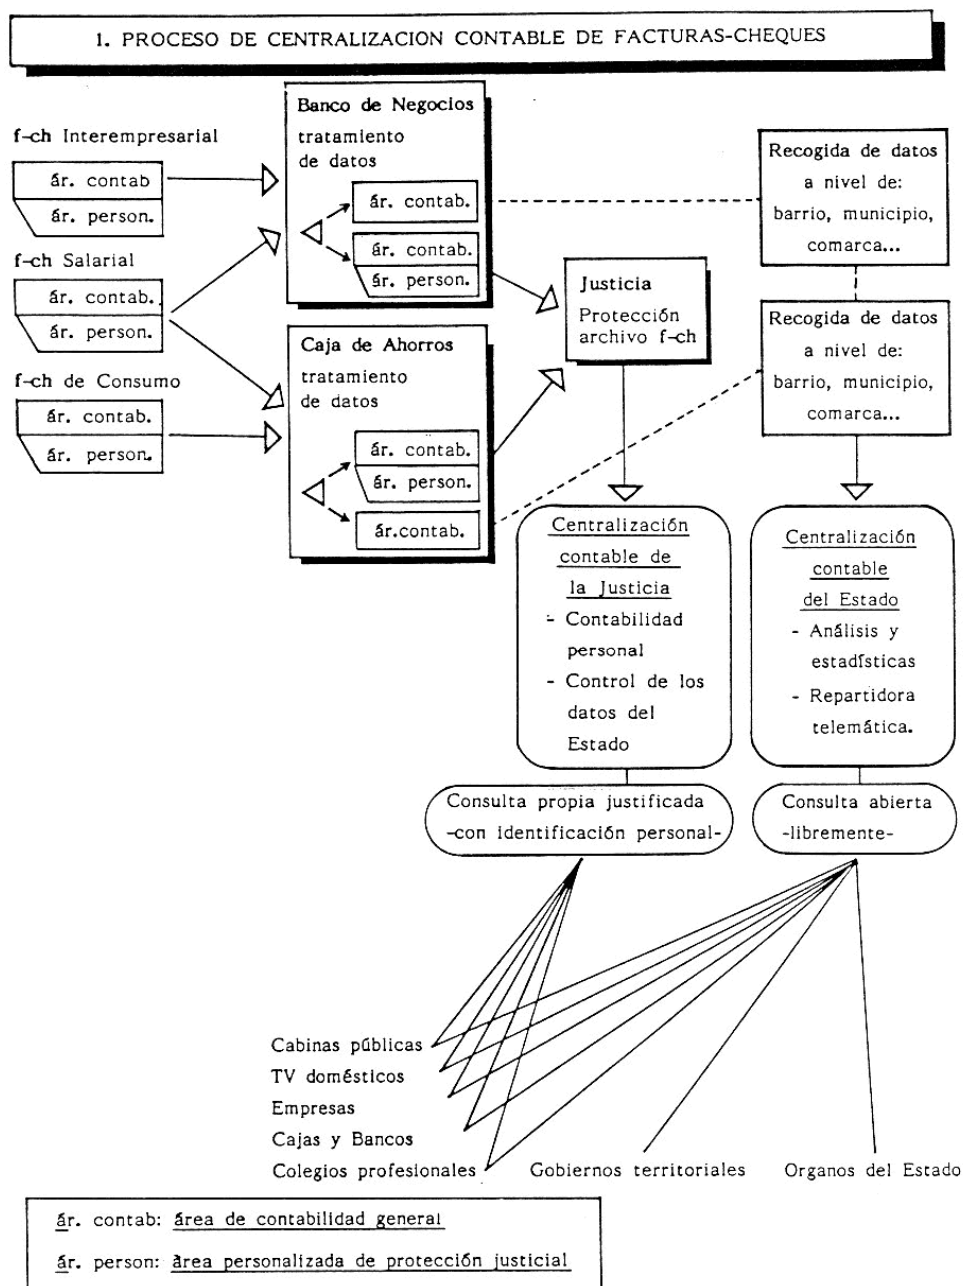 1. PROCESO DE CENTRALIZACION CONTABLE DE FACTURAS-CHEQUES
f-ch Interempresarial
ár. contab
ár. person.
f-ch Salarial
ár. contab.
ár. person.
f-ch de Consumo
ár. contab.
ár. person.
Banco de Negocios
tratamiento
de datos
ár. contab.
ár. contab.
ár. person.
Caja de Ahorros
tratamiento
de datos
ár. contab.
ár. person.
ár.contab.
Justicia
Protección
archivo f-ch
Recogida de datos
a nivel de:
barrio, municipio,
comarca...
Recogida de datos
a nivel de:
barrio, municipio,
comarca...
Centralización
contable de
la Justicia
- Contabilidad
personal
- Control de los
datos del
Estado
Centralización
contable
del Estado
- Análisis y
estadísticas
- Repartidora
telemática.
Consulta propia justificada
-con identificación personal-
Consulta abierta
-libremente-
Cabinas públicas
TV domésticos
Empresas
Cajas y Bancos
Colegios profesionales
Gobiernos territoriales
Organos del Estado
ár. contab: área de contabilidad general
ár. person: àrea personalizada de protección justicial